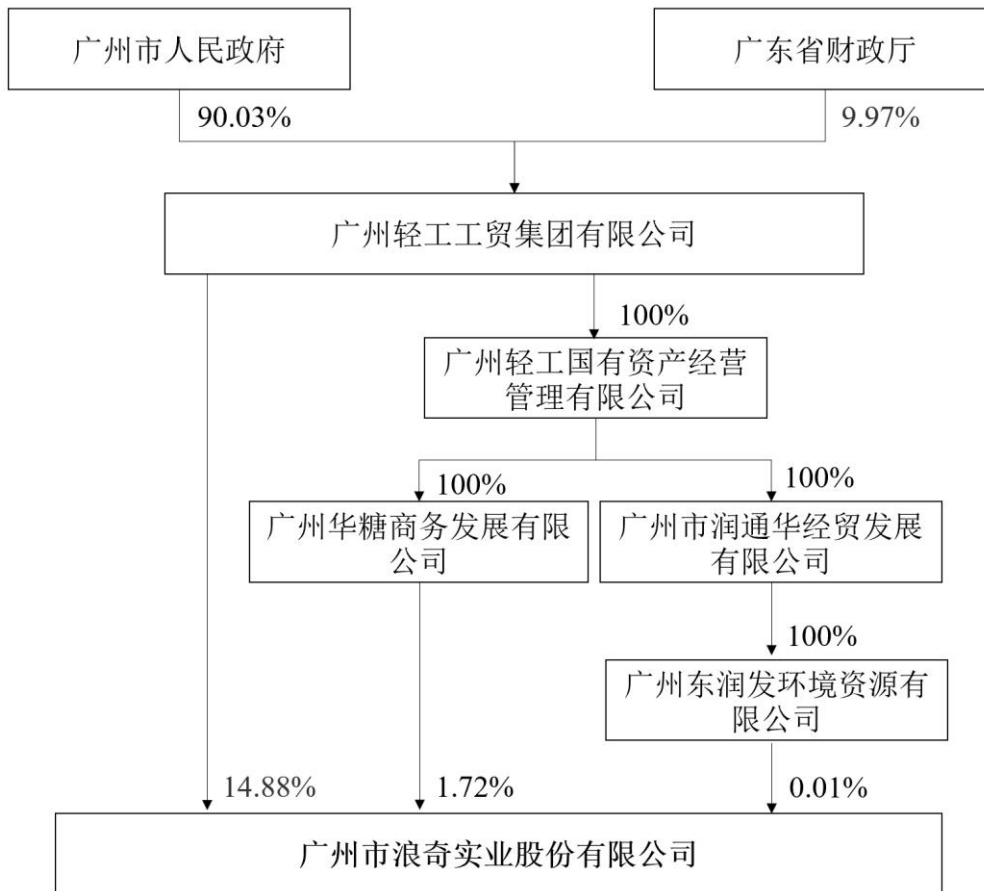 广州市人民政府
广东省财政厅
90.03%
9.97%
广州轻工工贸集团有限公司
100%
广州轻工国有资产经营
管理有限公司
100%
100%
广州华糖商务发展有限
公司
广州市润通华经贸发展
有限公司
100%
广州东润发环境资源有
限公司
14.88%
1.72%
0.01%
广州市浪奇实业股份有限公司